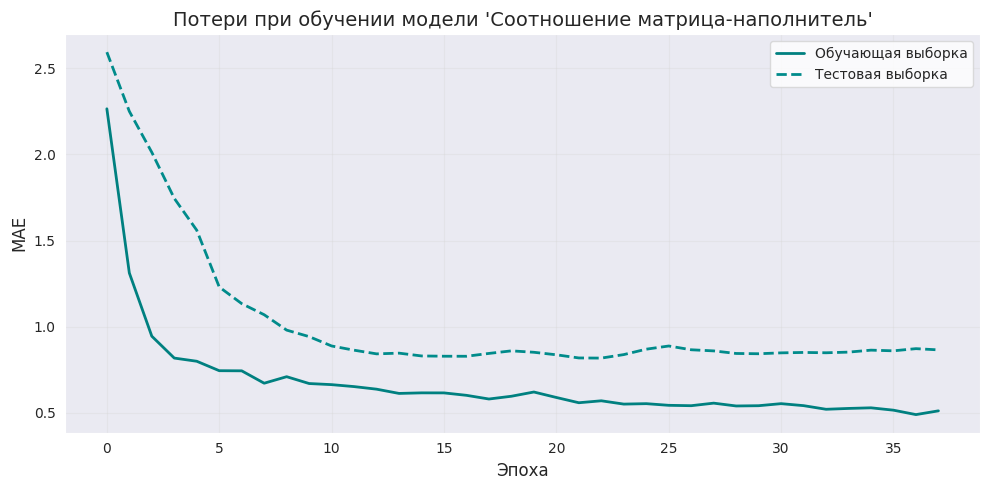 Потери при обучении модели 'Соотношение матрица-наполнитель'
Обучающая выборка
Тестовая выборка
MAE
2.5
2.0
1.5
1.0
0.5
0 5 10 15 20 25 30 35
Эпоха